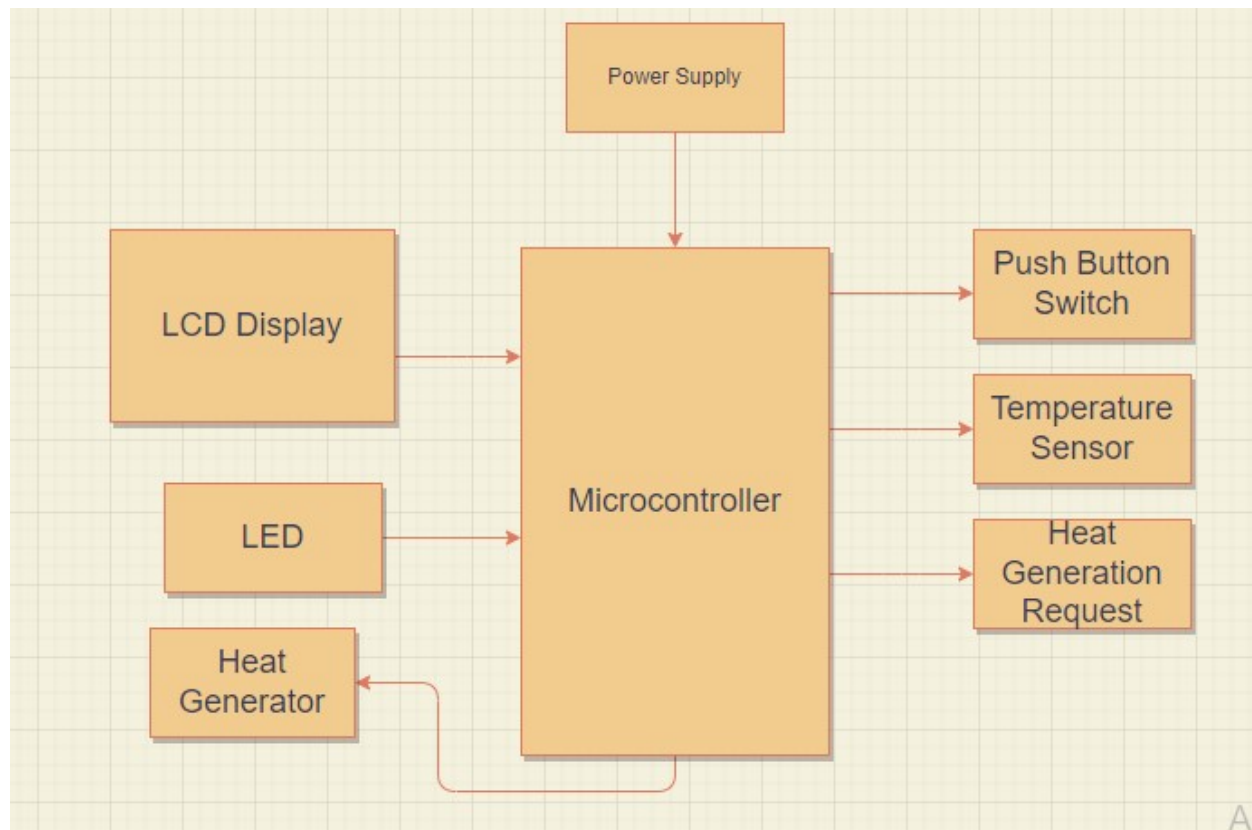 Power Supply
LCD Display
Push Button
Switch
Temperature
Sensor
Microcontroller
LED
Heat
Generation
Request
Heat
Generator
A